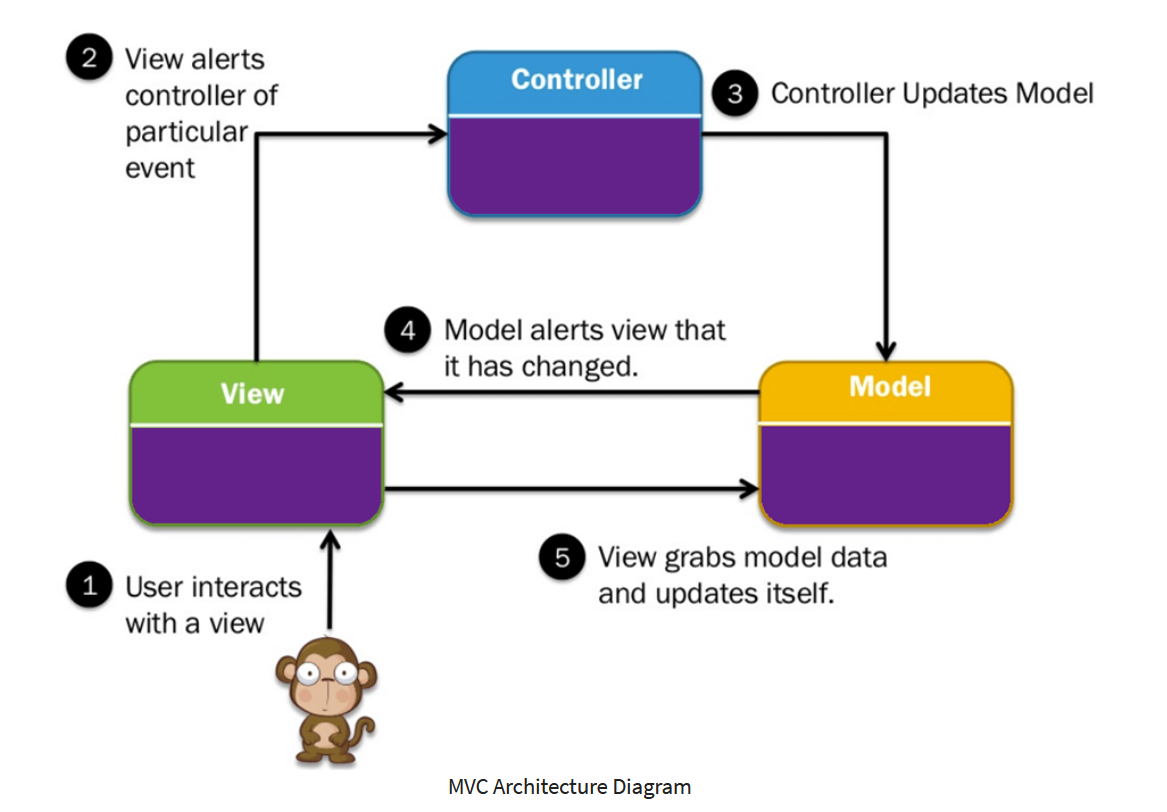 2
View alerts
controller of
particular
event
Controller
3
Controller Updates Model
4
Model alerts view that
it has changed.
View
Model
5
View grabs model data
and updates itself.
1
User interacts
with a view
MVC Architecture Diagram